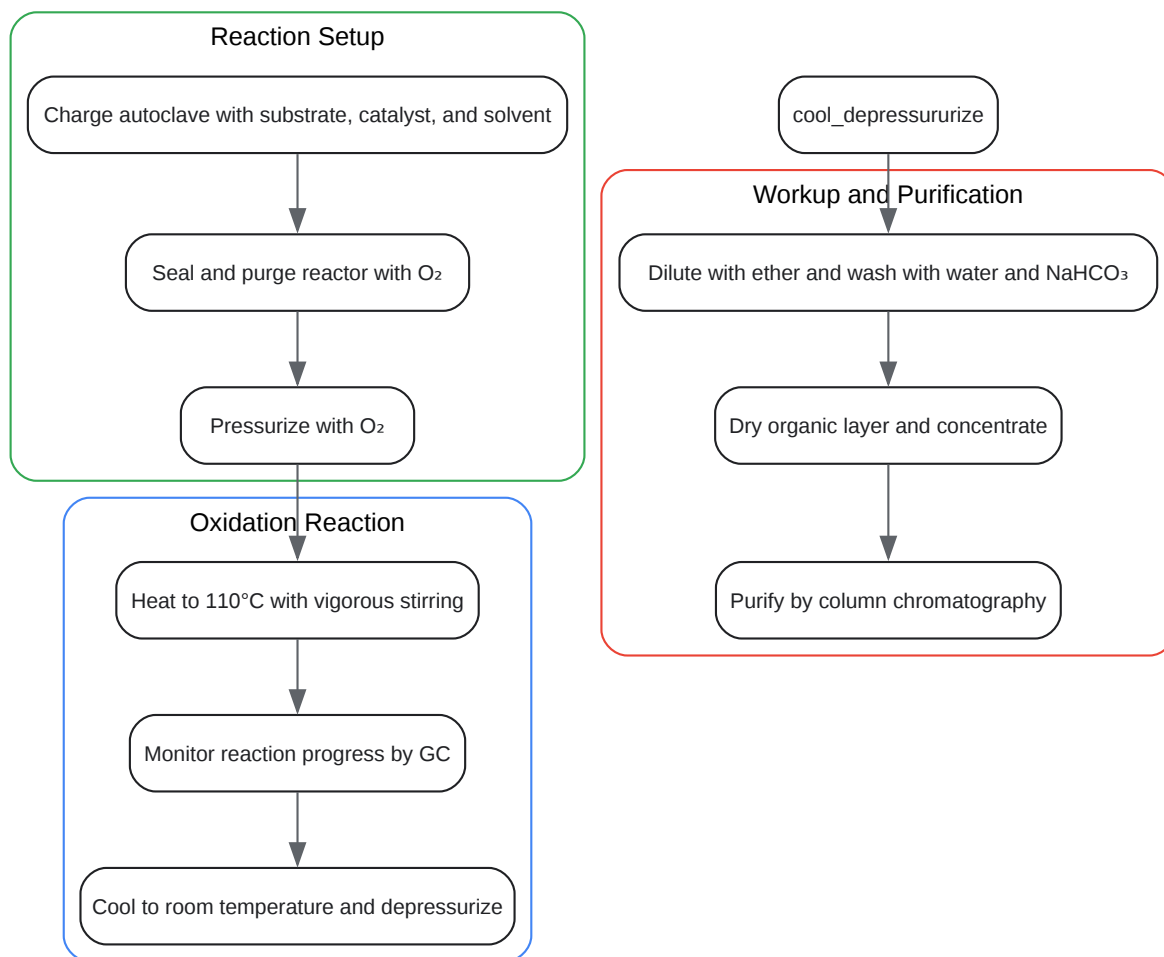 Reaction Setup
Charge autoclave with substrate, catalyst, and solvent
Seal and purge reactor with O₂
Pressurize with O₂
Oxidation Reaction
Heat to 110°C with vigorous stirring
Monitor reaction progress by GC
Cool to room temperature and depressurize
cool_depressururize
Workup and Purification
Dilute with ether and wash with water and NaHCO₃
Dry organic layer and concentrate
Purify by column chromatography